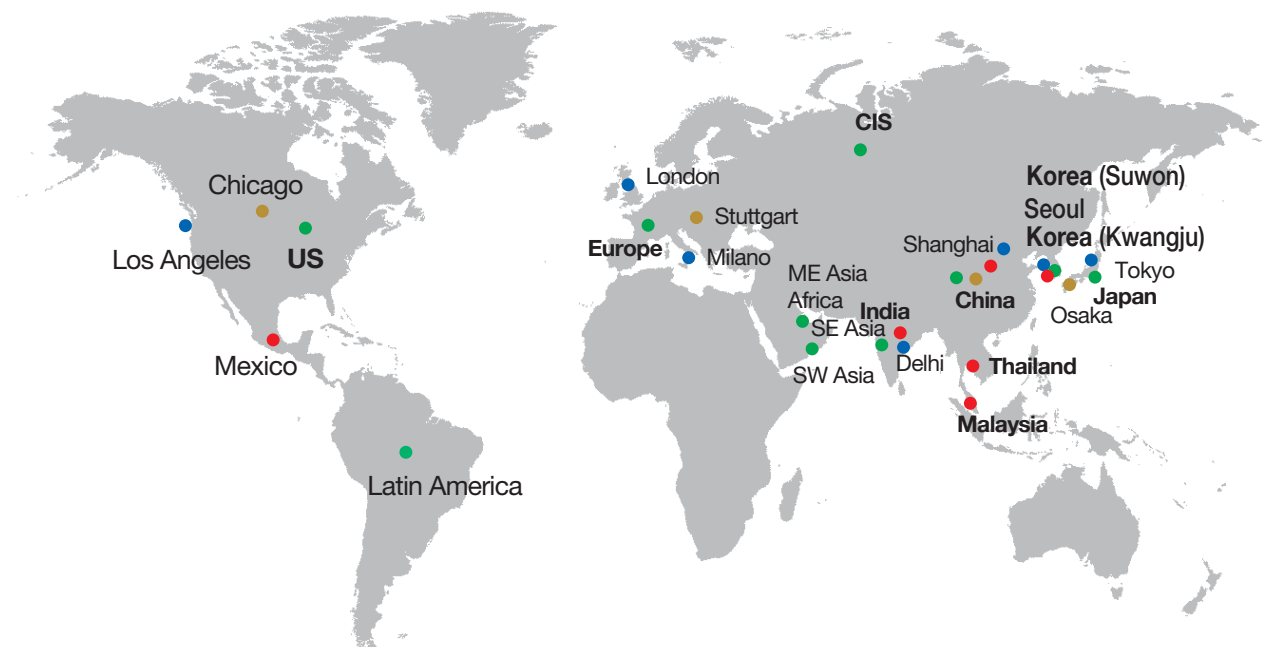 CIS
Chicago
London
Korea (Suwon)
Stuttgart
Seoul
Los Angeles
US
Europe
Milano
Shanghai
Korea (Kwangju)
ME Asia
Africa
Tokyo
China
Japan
India
Osaka
SE Asia
Mexico
SW Asia
Delhi
Thailand
Malaysia
Latin America